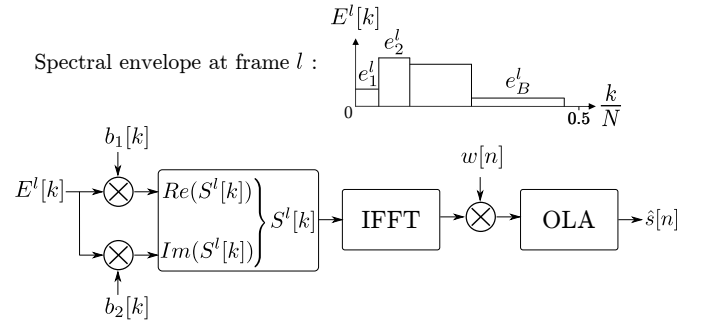 E^l[k]
Spectral envelope at frame l :
e_1^l
e_2^l
e_B^l
0
0.5
k/N
b_1[k]
E^l[k]
Re(S^l[k])
Im(S^l[k])
S^l[k]
b_2[k]
IFFT
w[n]
OLA
ŝ[n]